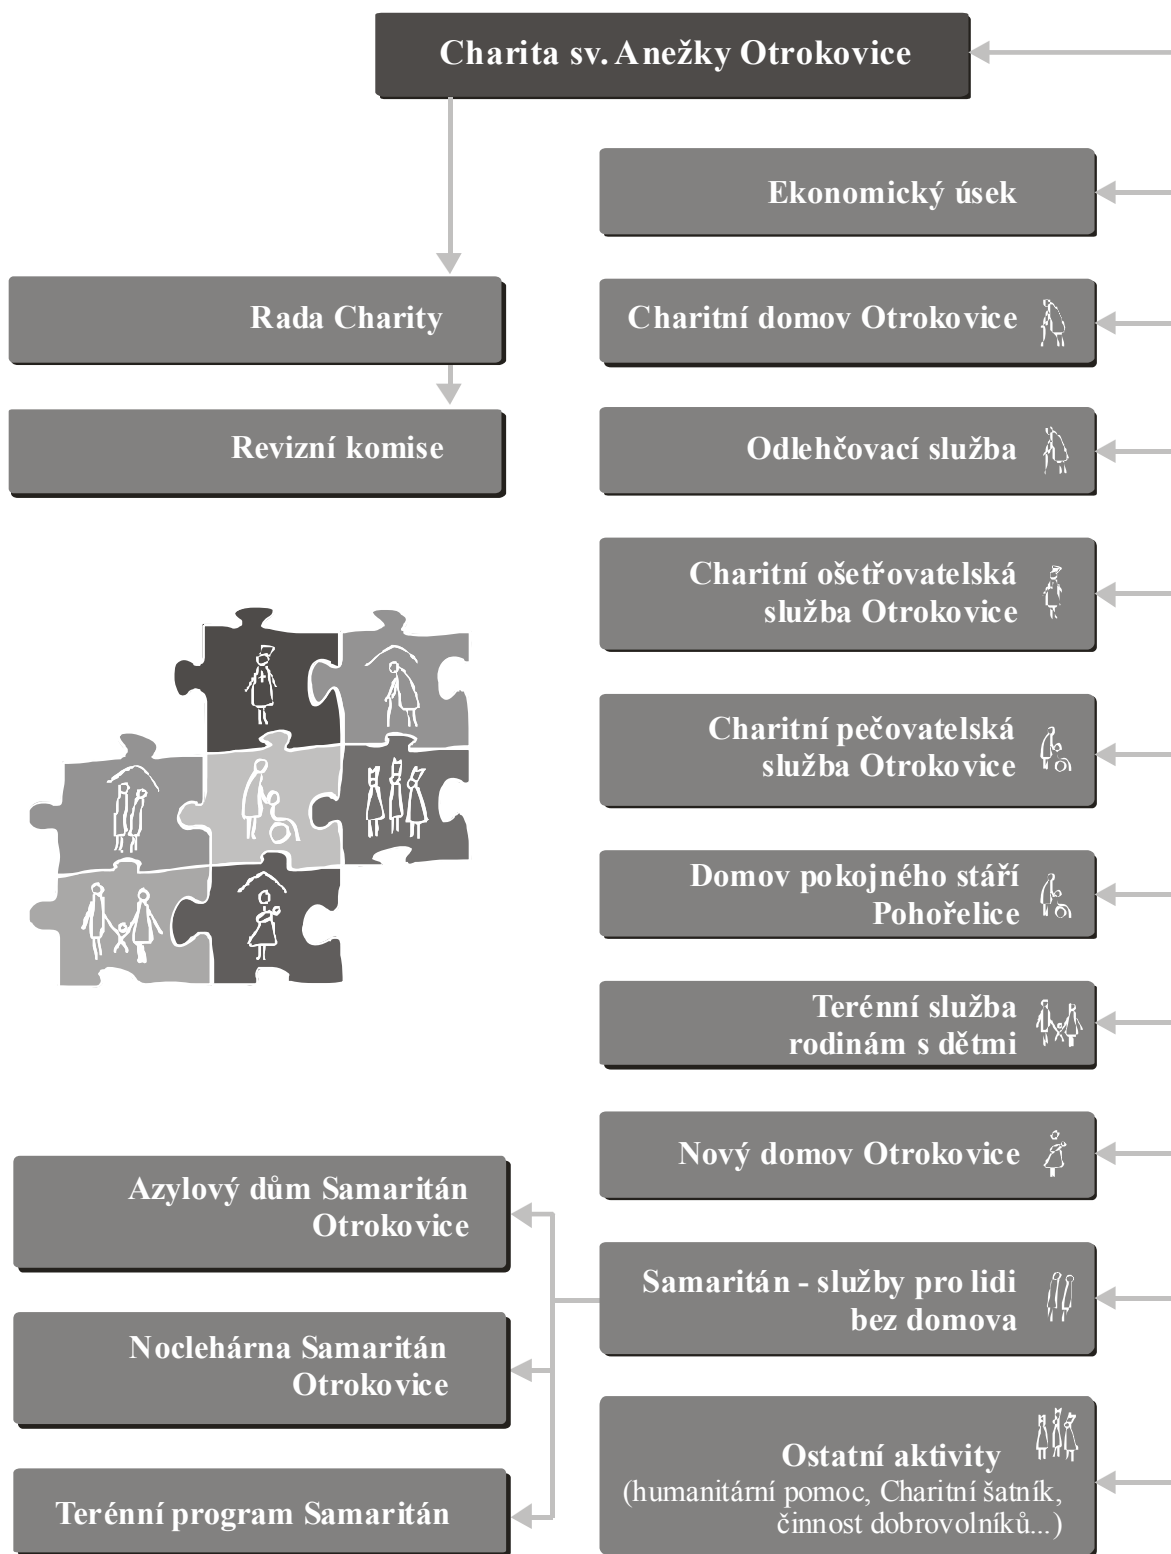 Charita sv. Anežky Otrokovice
Ekonomický úsek
Rada Charity
Charitní domov Otrokovice
Revizní komise
Odlehčovací služba
Charitní ošetřovatelská
služba Otrokovice
Charitní pečovatelská
služba Otrokovice
Domov pokojného stáří
Pohořelice
Terénní služba
rodinám s dětmi
Nový domov Otrokovice
Azylový dům Samaritán
Otrokovice
Samaritán - služby pro lidi
bez domova
Noclehárna Samaritán
Otrokovice
Terénní program Samaritán
Ostatní aktivity
(humanitární pomoc, Charitní šatník,
činnost dobrovolníků...)